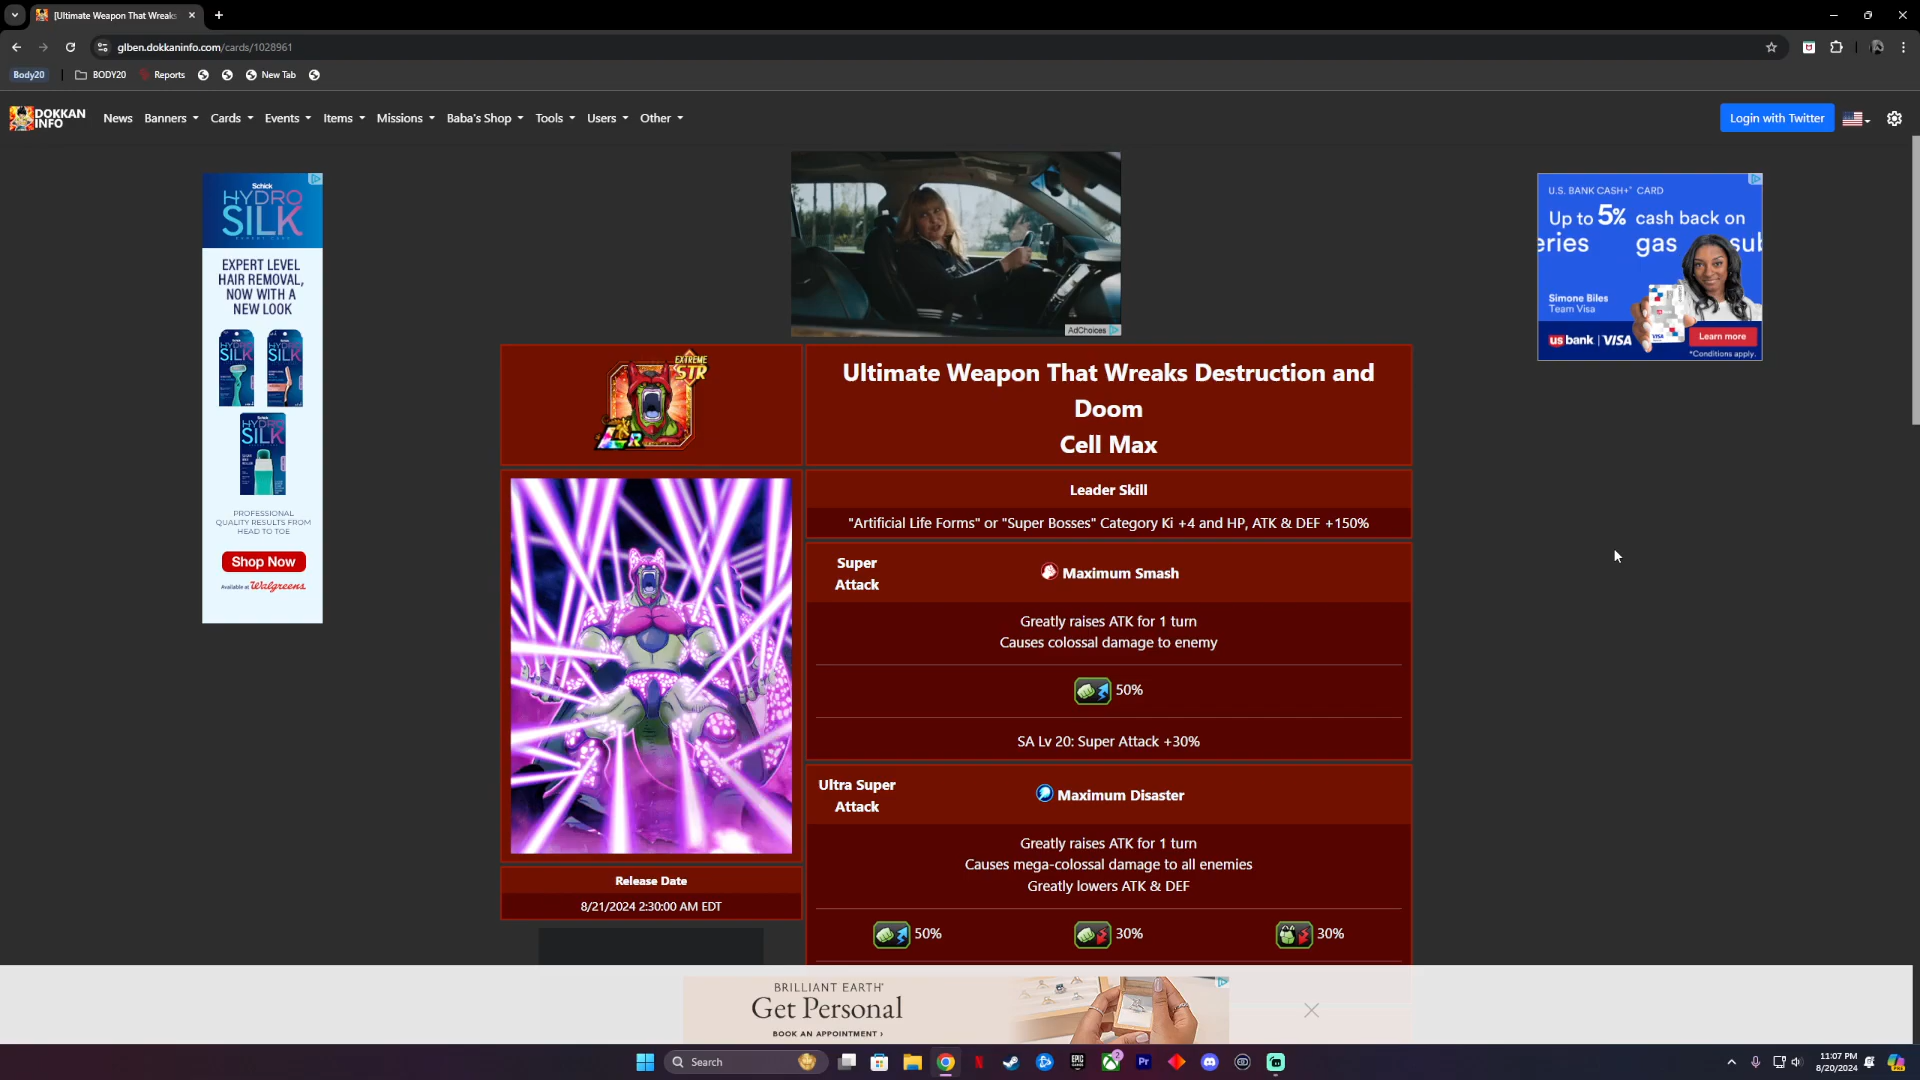 [Ultimate Weapon That Wreaks
glben.dokkaninfo.com/cards/1028961
Body20
BODY20
Reports
New Tab
DOKKAN
INFO
News
Banners
Cards
Events
Items
Missions
Baba's Shop
Tools
Users
Other
Login with Twitter
Schick
HYDRO
SILK
EXPERT LEVEL
HAIR REMOVAL,
NOW WITH A
NEW LOOK
HYDRO
SILK
PROFESSIONAL
QUALITY RESULTS FROM
HEAD TO TOE
Shop Now
Available at Walgreens
AdChoices
U.S. BANK CASH+ CARD
Up to 5% cash back on
eries gas sul
Simone Biles
Team Visa
us bank | VISA
Learn more
*Conditions apply.
EXTREME
STR
LR
Ultimate Weapon That Wreaks Destruction and
Doom
Cell Max
Leader Skill
"Artificial Life Forms" or "Super Bosses" Category Ki +4 and HP, ATK & DEF +150%
Super
Attack
Maximum Smash
Greatly raises ATK for 1 turn
Causes colossal damage to enemy
50%
SA Lv 20: Super Attack +30%
Ultra Super
Attack
Maximum Disaster
Greatly raises ATK for 1 turn
Causes mega-colossal damage to all enemies
Greatly lowers ATK & DEF
50%
30%
30%
Release Date
8/21/2024 2:30:00 AM EDT
BRILLIANT EARTH
Get Personal
BOOK AN APPOINTMENT ›
Search
11:07 PM
8/20/2024